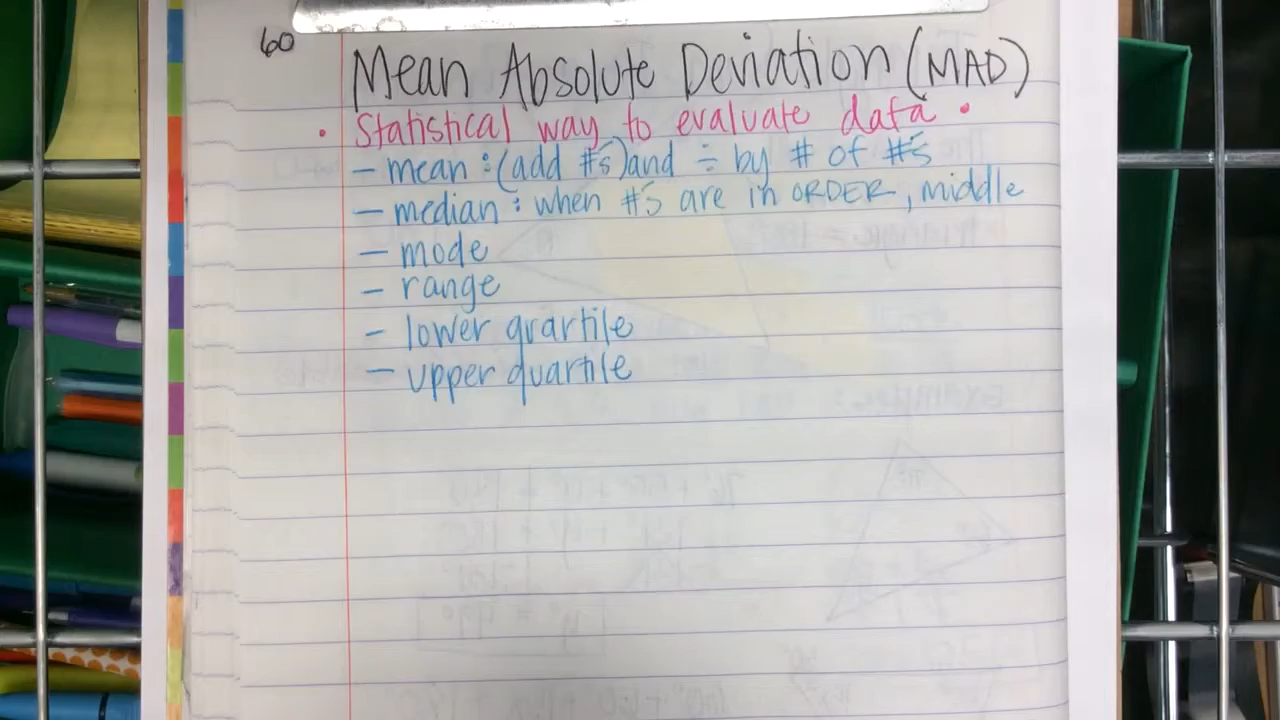 60
Mean Absolute Deviation (MAD)
• Statistical way to evaluate data •
- mean : (add #'s) and ÷ by # of #'s
- median : when #'s are in ORDER, middle
- mode
- range
- lower quartile
- upper quartile